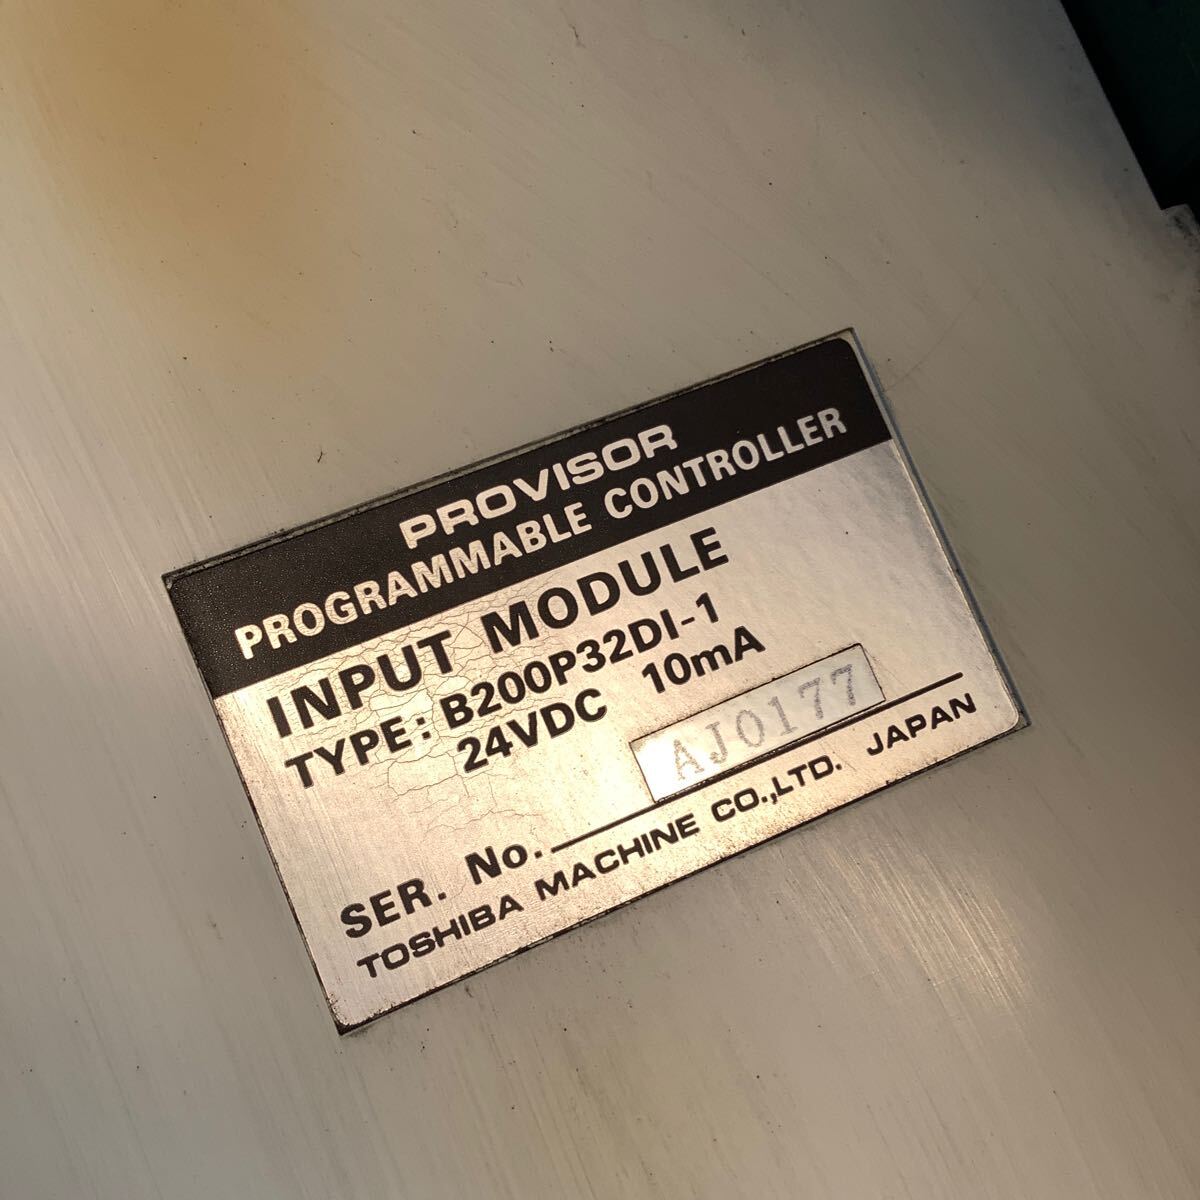 PROVISOR
PROGRAMMABLE CONTROLLER
INPUT MODULE
TYPE: B200P32DI-1
24VDC 10mA
SER. No. AJ0177
TOSHIBA MACHINE CO.,LTD. JAPAN